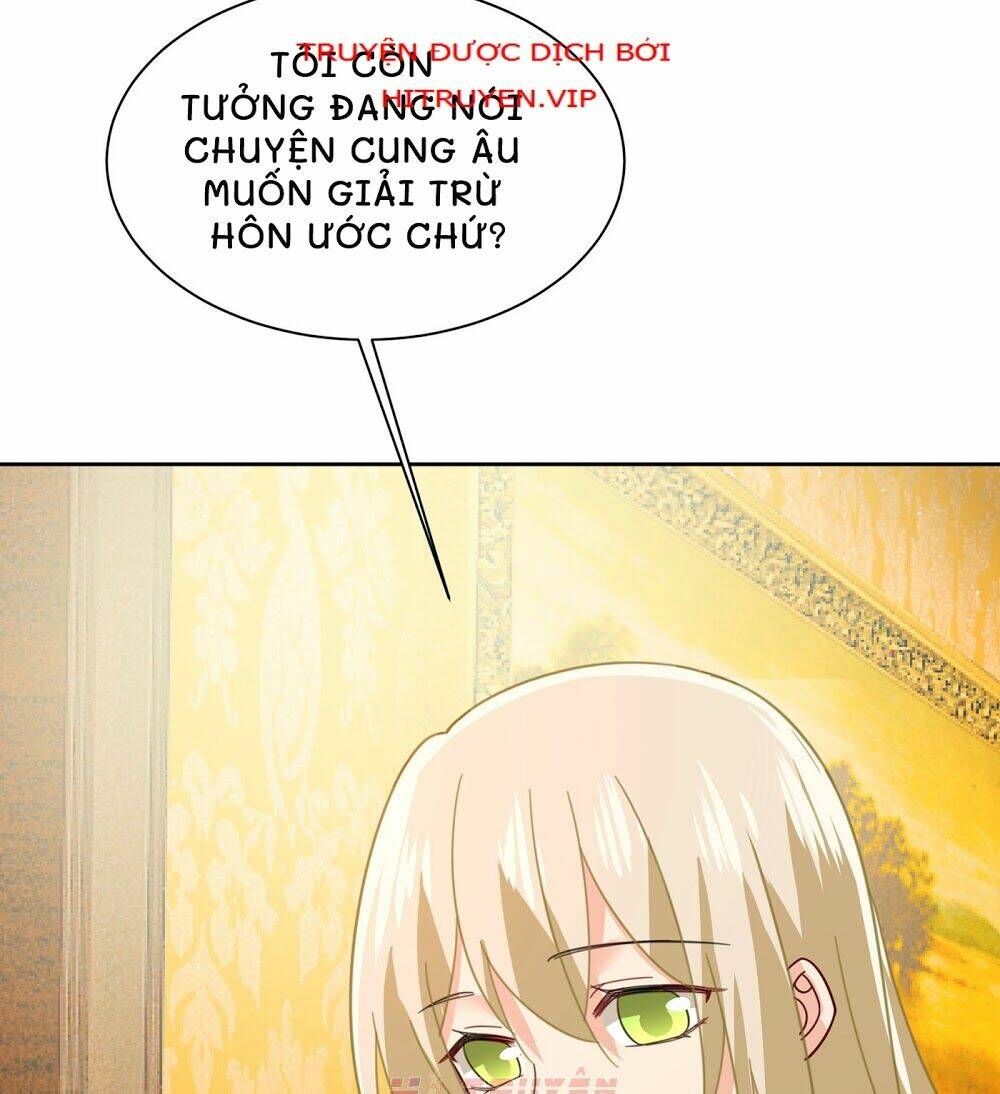 TRUYỆN ĐƯỢC DỊCH BỞI
HITRUYEN.VIP
TÔI CÒN
TƯỞNG ĐANG NÓI
CHUYỆN CUNG ÂU
MUỐN GIẢI TRỪ
HÔN ƯỚC CHỨ?